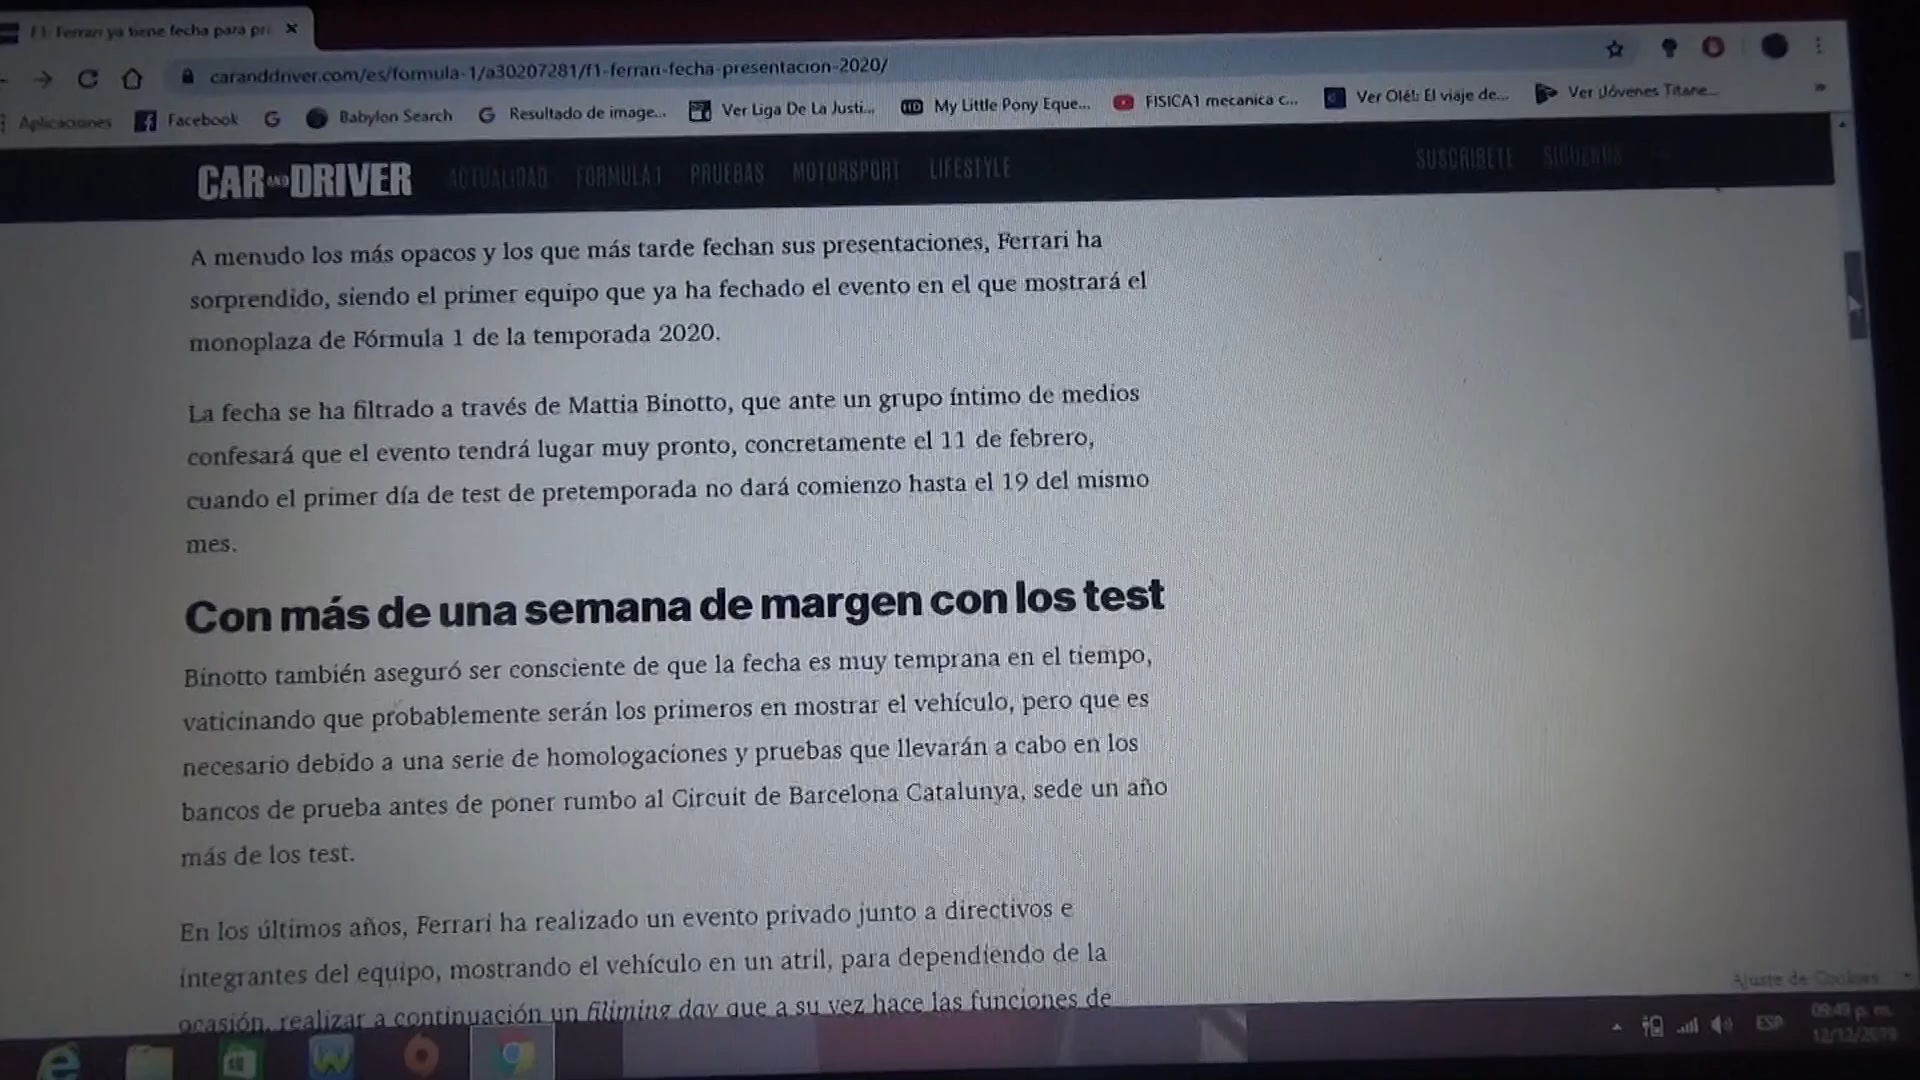 F1: Ferrari ya tiene fecha para pre
caranddriver.com/es/formula-1/a30207281/f1-ferrari-fecha-presentacion-2020/
Aplicaciones Facebook Babylon Search Resultado de image... Ver Liga De La Justi... My Little Pony Eque... FISICA1 mecanica c... Ver Olé!: El viaje de... Ver Jóvenes Titane...
CAR AND DRIVER ACTUALIDAD FORMULA 1 PRUEBAS MOTORSPORT LIFESTYLE SUSCRIBETE SIGUENOS
A menudo los más opacos y los que más tarde fechan sus presentaciones, Ferrari ha
sorprendido, siendo el primer equipo que ya ha fechado el evento en el que mostrará el
monoplaza de Fórmula 1 de la temporada 2020.
La fecha se ha filtrado a través de Mattia Binotto, que ante un grupo íntimo de medios
confesará que el evento tendrá lugar muy pronto, concretamente el 11 de febrero,
cuando el primer día de test de pretemporada no dará comienzo hasta el 19 del mismo
mes.
Con más de una semana de margen con los test
Binotto también aseguró ser consciente de que la fecha es muy temprana en el tiempo,
vaticinando que probablemente serán los primeros en mostrar el vehículo, pero que es
necesario debido a una serie de homologaciones y pruebas que llevarán a cabo en los
bancos de prueba antes de poner rumbo al Circuit de Barcelona Catalunya, sede un año
más de los test.
En los últimos años, Ferrari ha realizado un evento privado junto a directivos e
integrantes del equipo, mostrando el vehículo en un atril, para dependiendo de la
ocasión, realizar a continuación un filiming day que a su vez hace las funciones de
Ajuste de Cookies
ESP
09:49 p. m.
12/12/2019